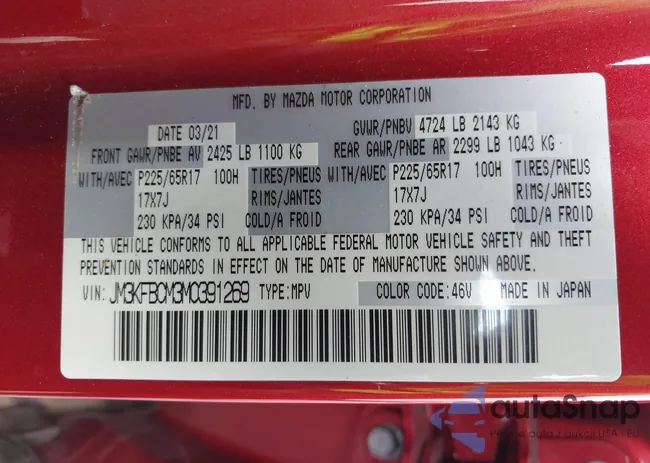 MFD. BY MAZDA MOTOR CORPORATION
DATE 03/21 GVWR/PNBV 4724 LB 2143 KG
FRONT GAWR/PNBE AV 2425 LB 1100 KG REAR GAWR/PNBE AR 2299 LB 1043 KG
WITH/AVEC P225/65R17 100H TIRES/PNEUS WITH/AVEC P225/65R17 100H TIRES/PNEUS
17X7J RIMS/JANTES 17X7J RIMS/JANTES
230 KPA/34 PSI COLD/A FROID 230 KPA/34 PSI COLD/A FROID
THIS VEHICLE CONFORMS TO ALL APPLICABLE FEDERAL MOTOR VEHICLE SAFETY AND THEFT
PREVENTION STANDARDS IN EFFECT ON THE DATE OF MANUFACTURE SHOWN ABOVE.
VIN: JM3KFBCM3M0391269 TYPE:MPV COLOR CODE:46V MADE IN JAPAN
autaSnap
auta z aukcji USA EU